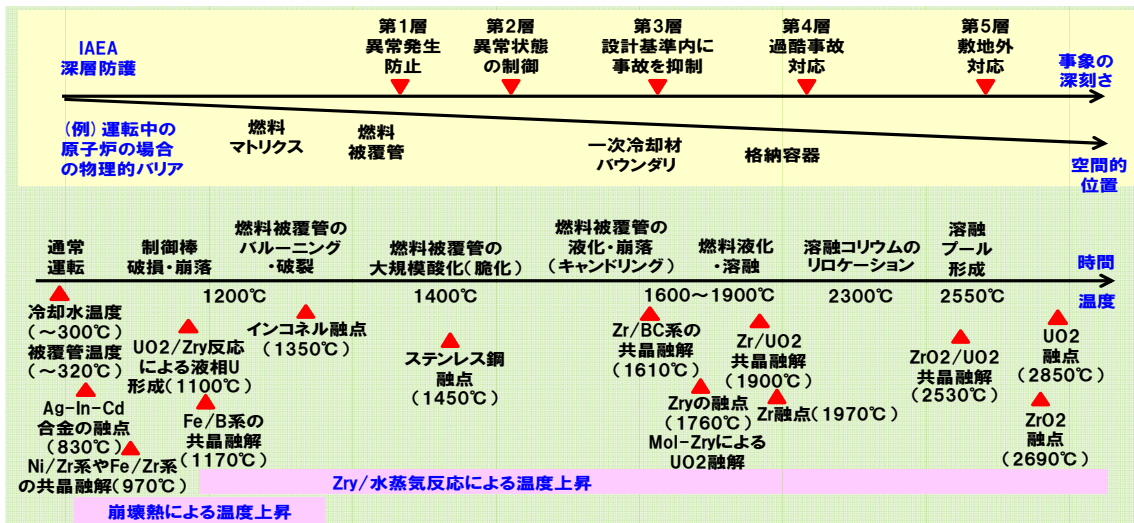 IAEA
深層防護
第1層
異常発生
防止
第2層
異常状態
の制御
第3層
設計基準内に
事故を抑制
第4層
過酷事故
対応
第5層
敷地外
対応
事象の
深刻さ
(例)運転中の
原子炉の場合
の物理的バリア
燃料
マトリクス
燃料
被覆管
一次冷却材
バウンダリ
格納容器
空間的
位置
通常
運転
制御棒
破損・崩落
燃料被覆管の
バルーニング
・破裂
燃料被覆管の
大規模酸化(脆化)
燃料被覆管の
液化・崩落
(キャンドリング)
燃料液化
・溶融
溶融コリウムの
リロケーション
溶融
プール
形成
時間
1200℃
1400℃
1600～1900℃
2300℃
2550℃
温度
冷却水温度
(～300℃)
被覆管温度
(～320℃)
Ag-In-Cd
合金の融点
(830℃)
Ni/Zr系やFe/Zr系
の共晶融解(970℃)
UO2/Zry反応
による液相U
形成(1100℃)
Fe/B系の
共晶融解
(1170℃)
インコネル融点
(1350℃)
ステンレス鋼
融点
(1450℃)
Zr/BC系の
共晶融解
(1610℃)
Zryの融点
(1760℃)
Mol-Zryによる
UO2融解
Zr/UO2
共晶融解
(1900℃)
Zr融点(1970℃)
ZrO2/UO2
共晶融解
(2530℃)
UO2
融点
(2850℃)
ZrO2
融点
(2690℃)
Zry/水蒸気反応による温度上昇
崩壊熱による温度上昇